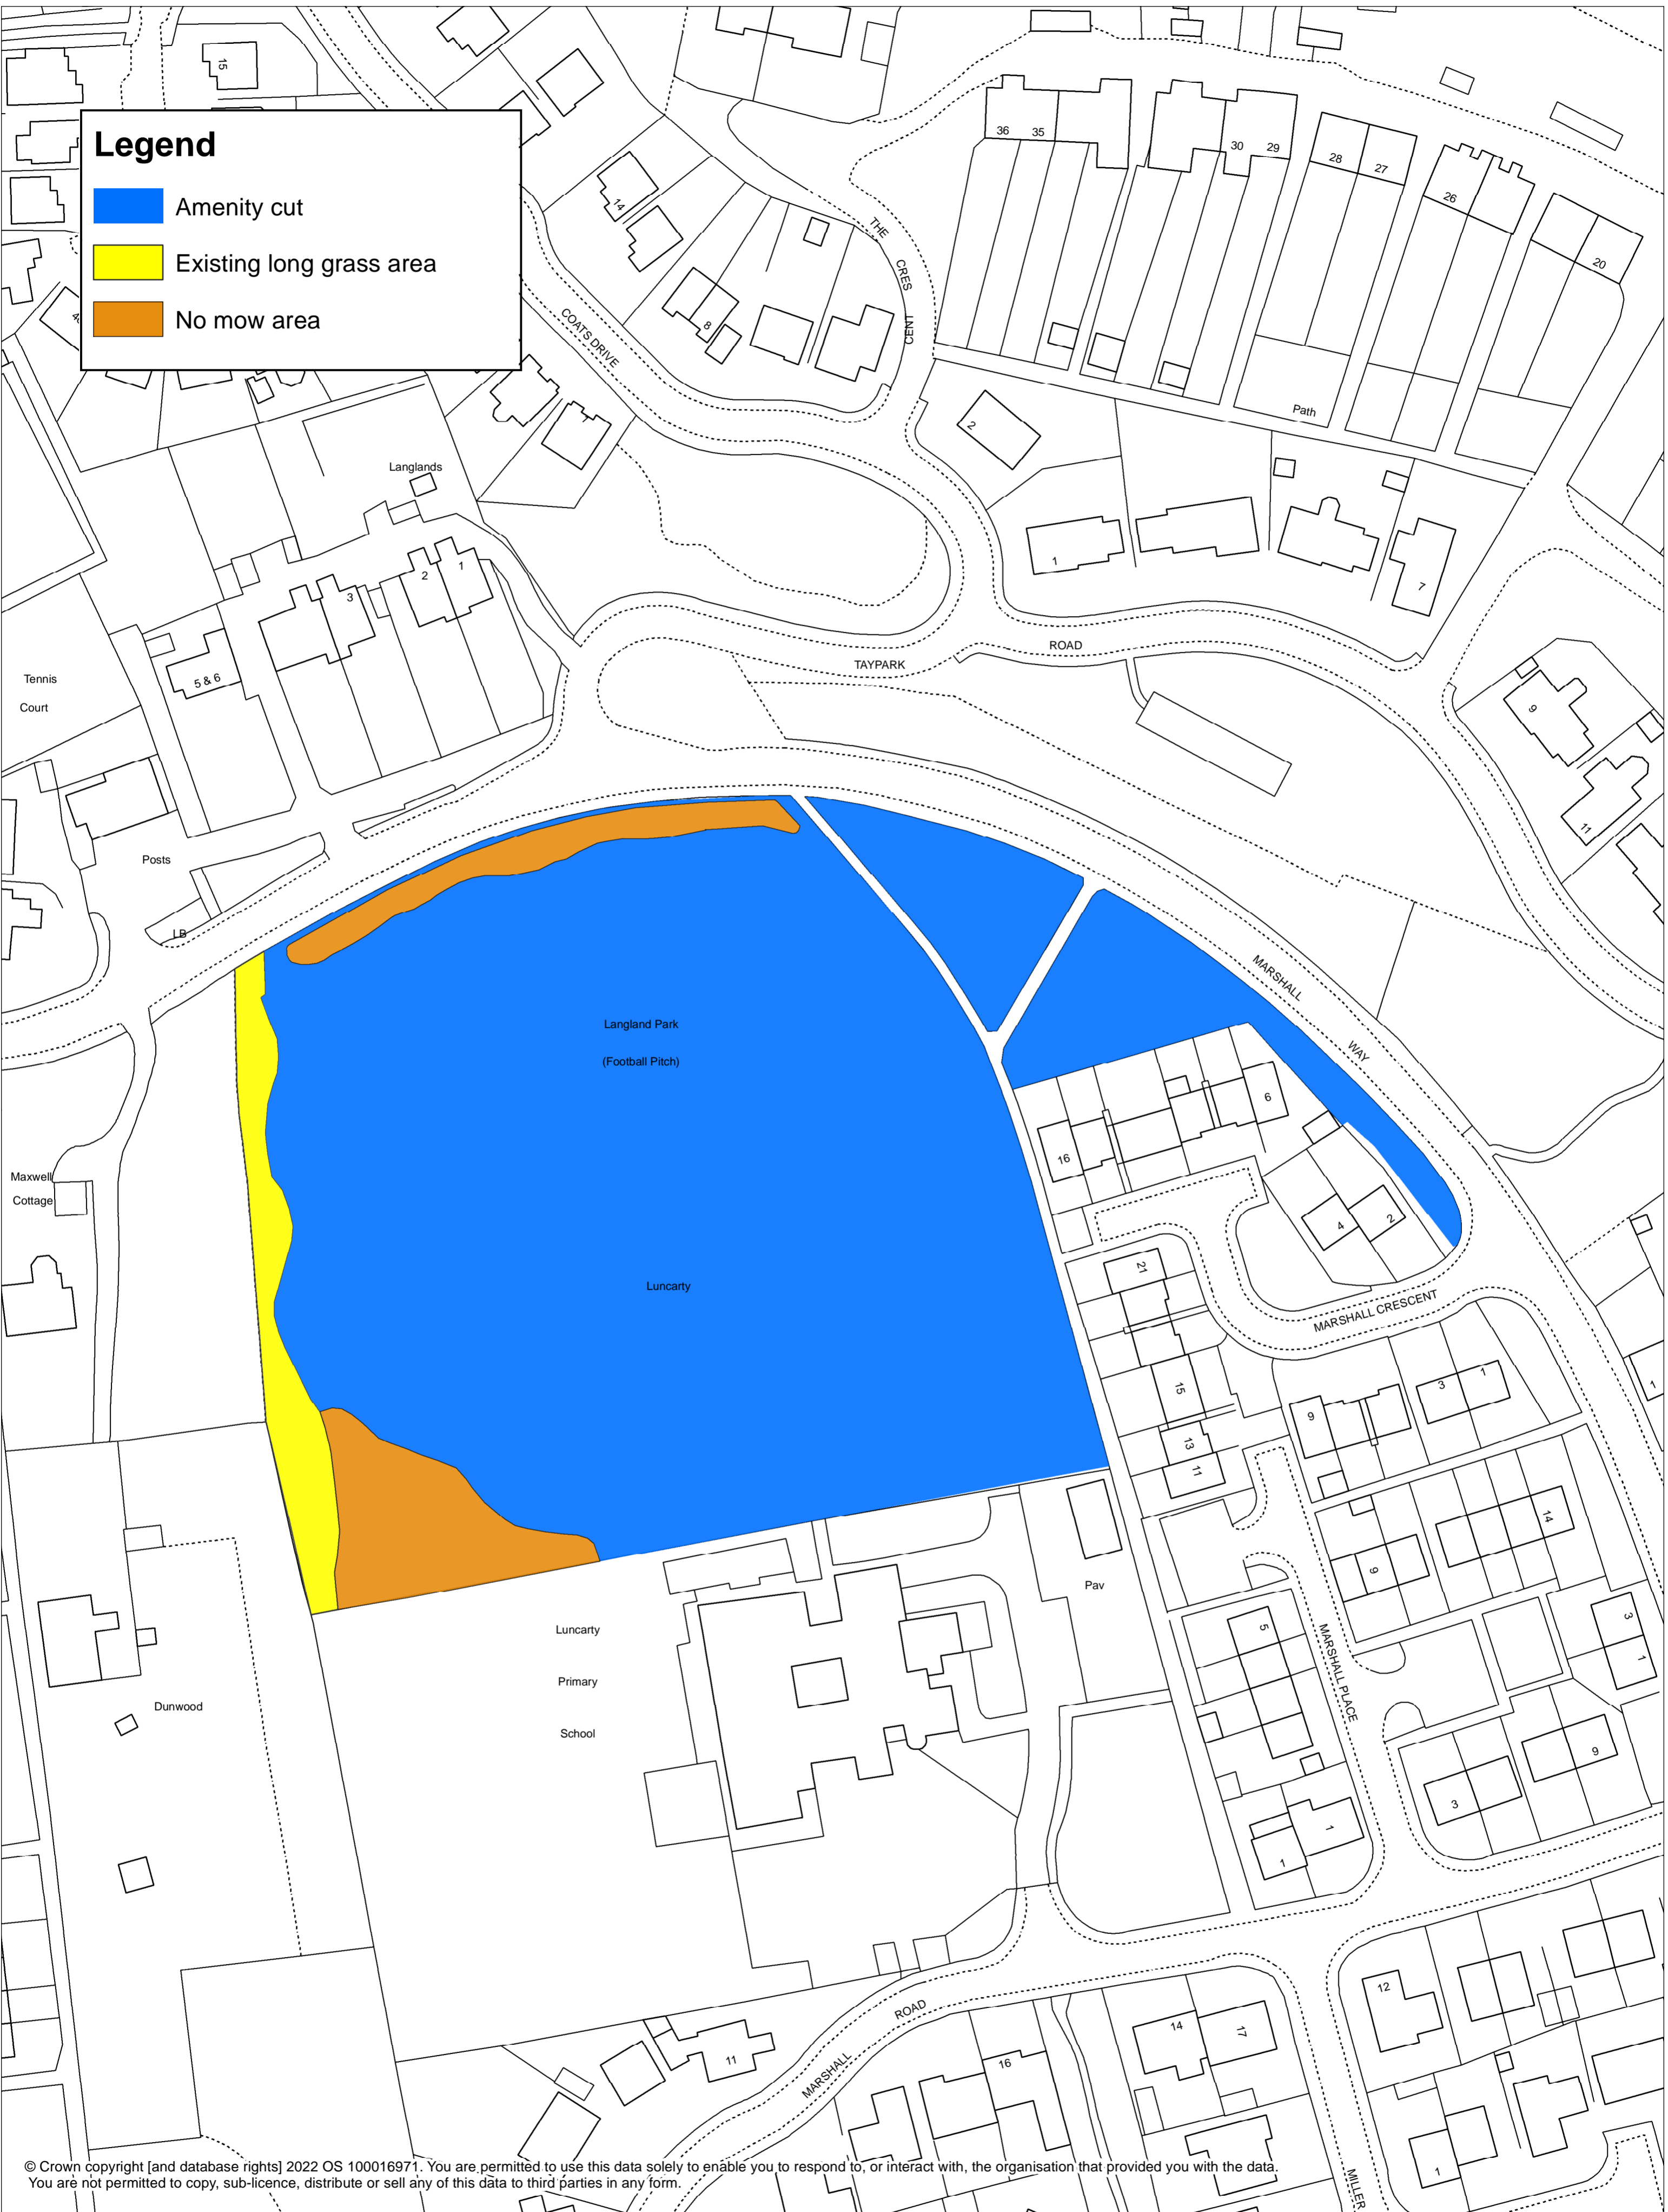 15
Legend
Amenity cut
Existing long grass area
No mow area
36
35
30
29
28
27
26
20
14
THE
CRES
CENT
8
COATS DRIVE
Path
2
Langlands
1
7
2
1
3
5 & 6
Tennis
Court
TAYPARK
ROAD
9
11
Posts
LB
MARSHALL
WAY
Langland Park
(Football Pitch)
6
16
Maxwell
Cottage
4
2
21
Luncarty
MARSHALL CRESCENT
15
3
1
1
9
13
11
14
9
Pav
Luncarty
Primary
School
5
MARSHALL PLACE
3
1
Dunwood
9
3
1
1
12
ROAD
14
17
16
11
MARSHALL
1
MILLER
© Crown copyright [and database rights] 2022 OS 100016971. You are permitted to use this data solely to enable you to respond to, or interact with, the organisation that provided you with the data.
You are not permitted to copy, sub-licence, distribute or sell any of this data to third parties in any form.